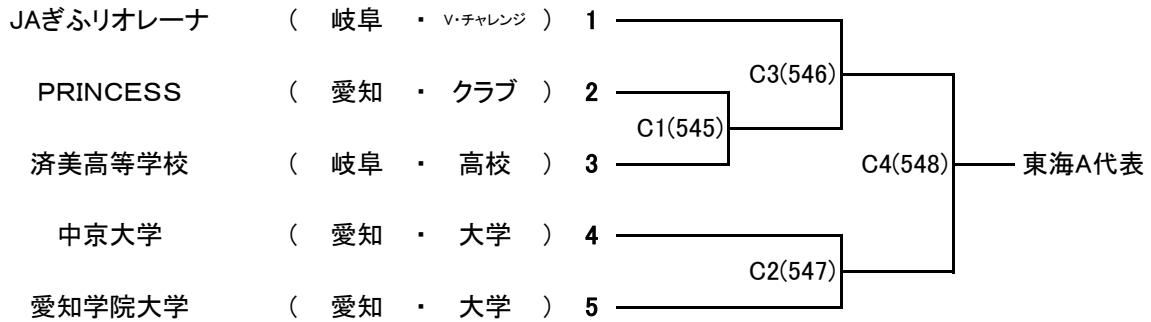 JAぎふリオレーナ ( 岐阜 ・ V・チャレンジ ) 1
C3(546)
PRINCESS ( 愛知 ・ クラブ ) 2
C1(545)
済美高等学校 ( 岐阜 ・ 高校 ) 3
C4(548) 東海A代表
中京大学 ( 愛知 ・ 大学 ) 4
C2(547)
愛知学院大学 ( 愛知 ・ 大学 ) 5